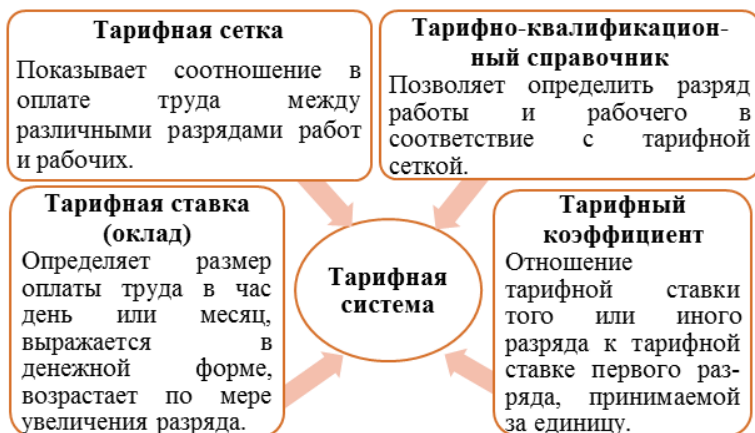 Тарифная сетка
Показывает соотношение в
оплате труда между
различными разрядами работ
и рабочих.
Тарифно-квалификацион-
ный справочник
Позволяет определить разряд
работы и рабочего в
соответствие с тарифной
сеткой.
Тарифная ставка
(оклад)
Определяет размер
оплаты труда в час
день или месяц,
выражается в
денежной форме,
возрастает по мере
увеличения разряда.
Тарифная
система
Тарифный
коэффициент
Отношение
тарифной ставки
того или иного
разряда к тарифной
ставке первого раз-
ряда, принимаемой
за единицу.